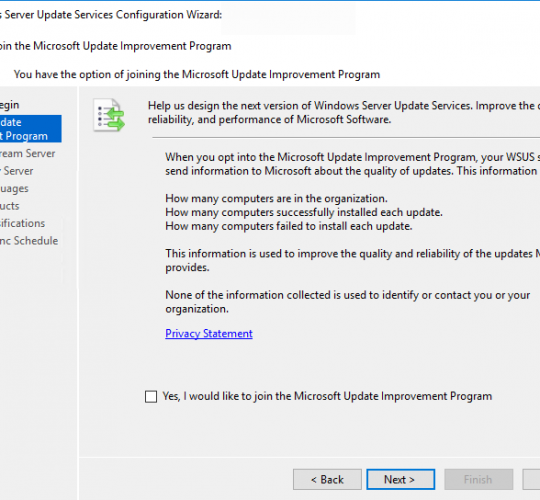 s Server Update Services Configuration Wizard:
oin the Microsoft Update Improvement Program
You have the option of joining the Microsoft Update Improvement Program
egin
date
t Program
ream Server
y Server
uages
ucts
ifications
nc Schedule
Help us design the next version of Windows Server Update Services. Improve the q
reliability, and performance of Microsoft Software.
When you opt into the Microsoft Update Improvement Program, your WSUS s
send information to Microsoft about the quality of updates. This information
How many computers are in the organization.
How many computers successfully installed each update.
How many computers failed to install each update.
This information is used to improve the quality and reliability of the updates M
provides.
None of the information collected is used to identify or contact you or your
organization.
Privacy Statement
Yes, I would like to join the Microsoft Update Improvement Program
< Back Next > Finish